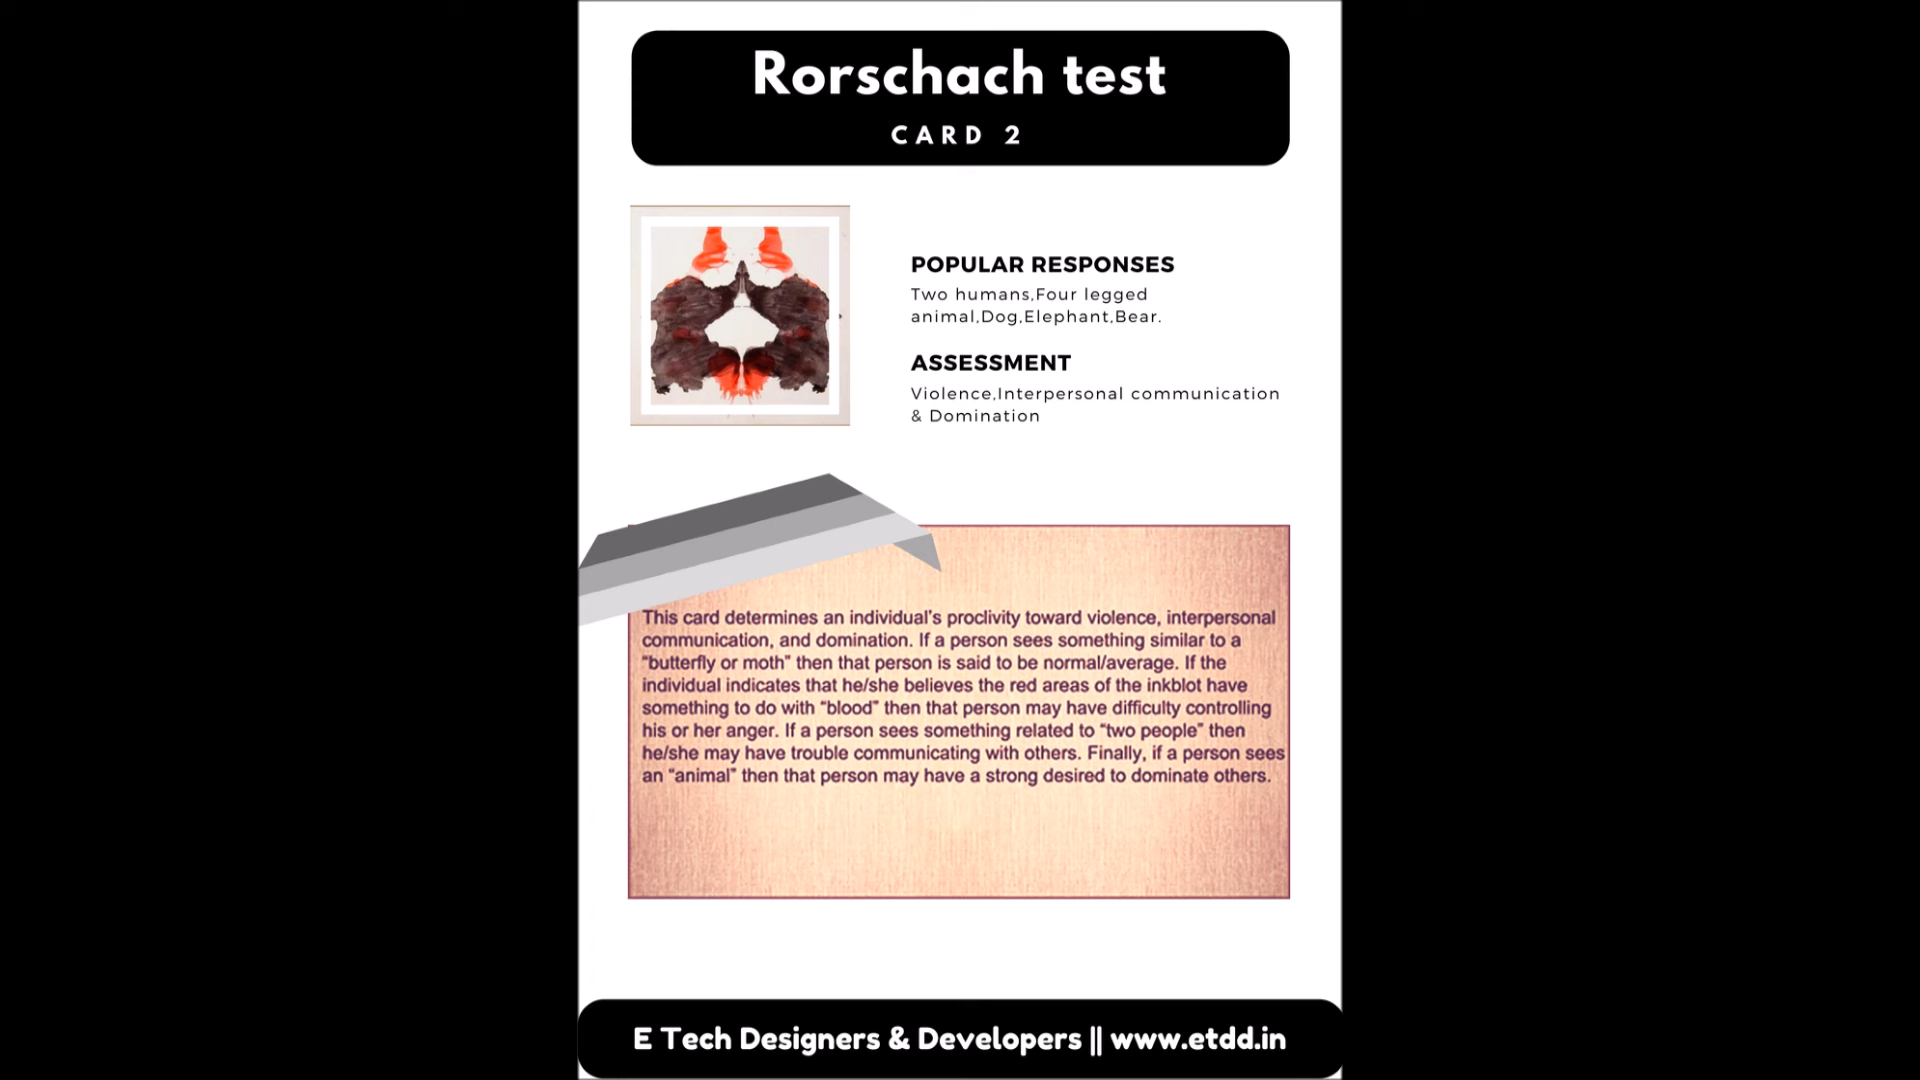 Rorschach test
CARD 2
POPULAR RESPONSES
Two humans,Four legged
animal,Dog,Elephant,Bear.
ASSESSMENT
Violence,Interpersonal communication
& Domination
This card determines an individual's proclivity toward violence, interpersonal
communication, and domination. If a person sees something similar to a
“butterfly or moth” then that person is said to be normal/average. If the
individual indicates that he/she believes the red areas of the inkblot have
something to do with “blood” then that person may have difficulty controlling
his or her anger. If a person sees something related to “two people” then
he/she may have trouble communicating with others. Finally, if a person sees
an “animal” then that person may have a strong desired to dominate others.
E Tech Designers & Developers || www.etdd.in